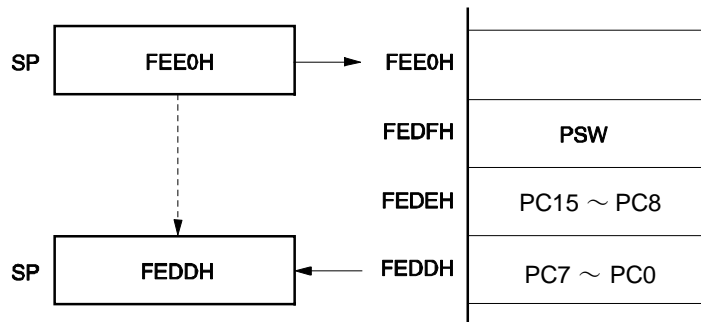 SP FEE0H FEE0H
FEDFH PSW
FEDEH PC15 ～ PC8
SP FEDDH FEDDH PC7 ～ PC0